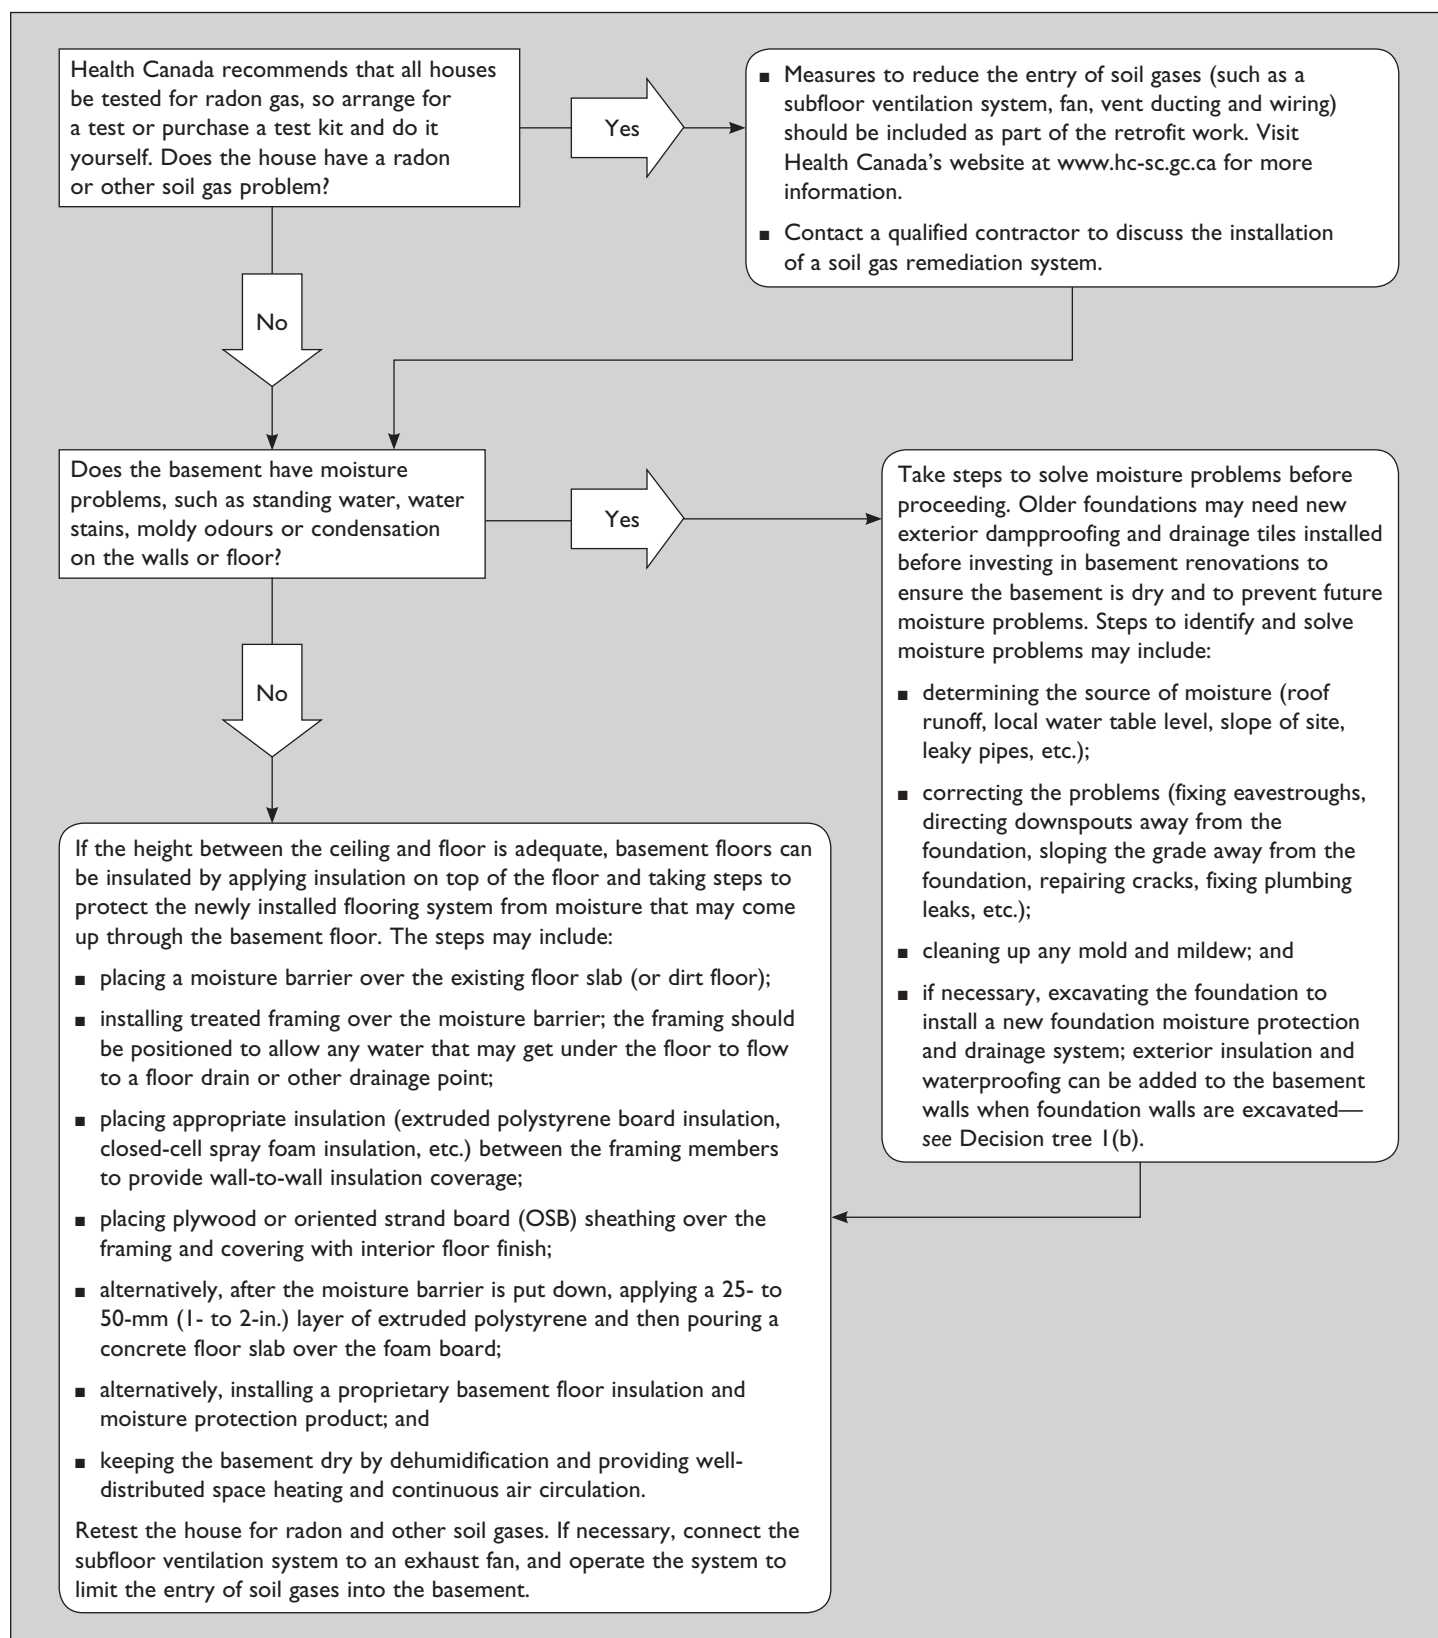 Health Canada recommends that all houses
be tested for radon gas, so arrange for
a test or purchase a test kit and do it
yourself. Does the house have a radon
or other soil gas problem?
Yes
■ Measures to reduce the entry of soil gases (such as a
subfloor ventilation system, fan, vent ducting and wiring)
should be included as part of the retrofit work. Visit
Health Canada's website at www.hc-sc.gc.ca for more
information.
■ Contact a qualified contractor to discuss the installation
of a soil gas remediation system.
No
Does the basement have moisture
problems, such as standing water, water
stains, moldy odours or condensation
on the walls or floor?
Yes
Take steps to solve moisture problems before
proceeding. Older foundations may need new
exterior dampproofing and drainage tiles installed
before investing in basement renovations to
ensure the basement is dry and to prevent future
moisture problems. Steps to identify and solve
moisture problems may include:
■ determining the source of moisture (roof
runoff, local water table level, slope of site,
leaky pipes, etc.);
■ correcting the problems (fixing eavestroughs,
directing downspouts away from the
foundation, sloping the grade away from the
foundation, repairing cracks, fixing plumbing
leaks, etc.);
■ cleaning up any mold and mildew; and
■ if necessary, excavating the foundation to
install a new foundation moisture protection
and drainage system; exterior insulation and
waterproofing can be added to the basement
walls when foundation walls are excavated—
see Decision tree 1(b).
No
If the height between the ceiling and floor is adequate, basement floors can
be insulated by applying insulation on top of the floor and taking steps to
protect the newly installed flooring system from moisture that may come
up through the basement floor. The steps may include:
■ placing a moisture barrier over the existing floor slab (or dirt floor);
■ installing treated framing over the moisture barrier; the framing should
be positioned to allow any water that may get under the floor to flow
to a floor drain or other drainage point;
■ placing appropriate insulation (extruded polystyrene board insulation,
closed-cell spray foam insulation, etc.) between the framing members
to provide wall-to-wall insulation coverage;
■ placing plywood or oriented strand board (OSB) sheathing over the
framing and covering with interior floor finish;
■ alternatively, after the moisture barrier is put down, applying a 25- to
50-mm (1- to 2-in.) layer of extruded polystyrene and then pouring a
concrete floor slab over the foam board;
■ alternatively, installing a proprietary basement floor insulation and
moisture protection product; and
■ keeping the basement dry by dehumidification and providing well-
distributed space heating and continuous air circulation.
Retest the house for radon and other soil gases. If necessary, connect the
subfloor ventilation system to an exhaust fan, and operate the system to
limit the entry of soil gases into the basement.